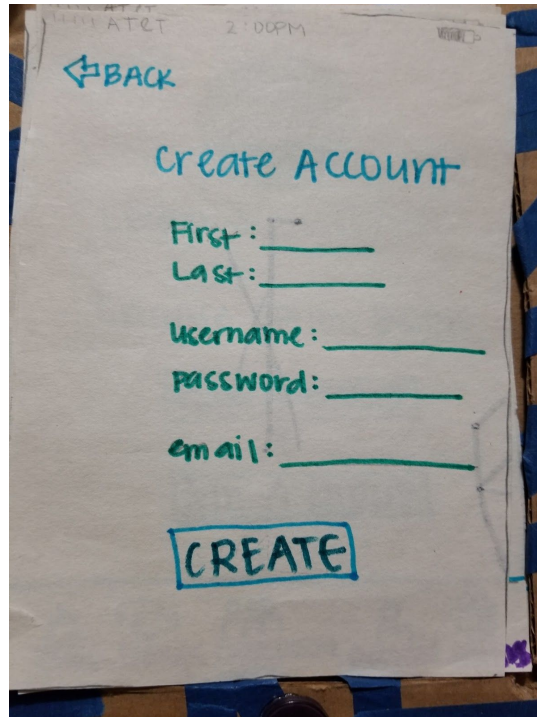 AT&T 2:00PM
BACK
Create Account
First:
Last:
username:
password:
email:
CREATE